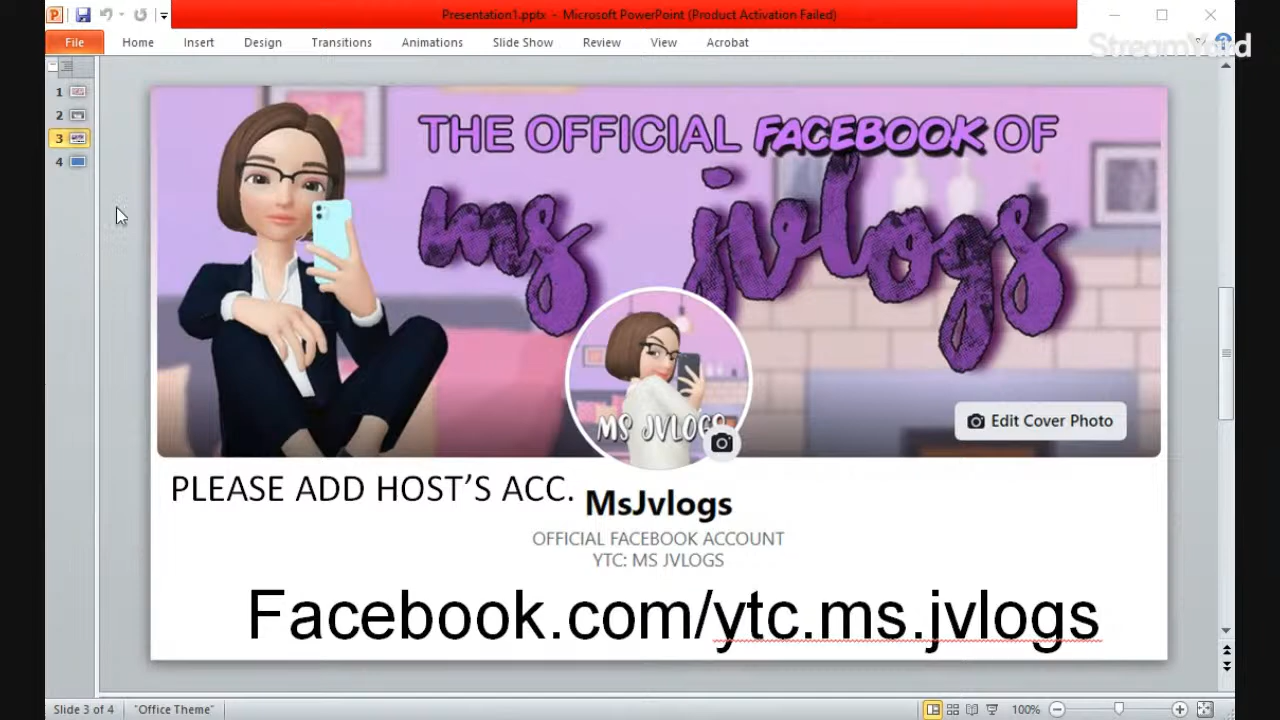 Presentation1.pptx - Microsoft PowerPoint (Product Activation Failed)
File Home Insert Design Transitions Animations Slide Show Review View Acrobat
StreamYard
1
2
3
4
THE OFFICIAL FACEBOOK OF
ms jvlogs
MS JVLOGS
Edit Cover Photo
PLEASE ADD HOST’S ACC.
MsJvlogs
OFFICIAL FACEBOOK ACCOUNT
YTC: MS JVLOGS
Facebook.com/ytc.ms.jvlogs
Slide 3 of 4 "Office Theme" 100%